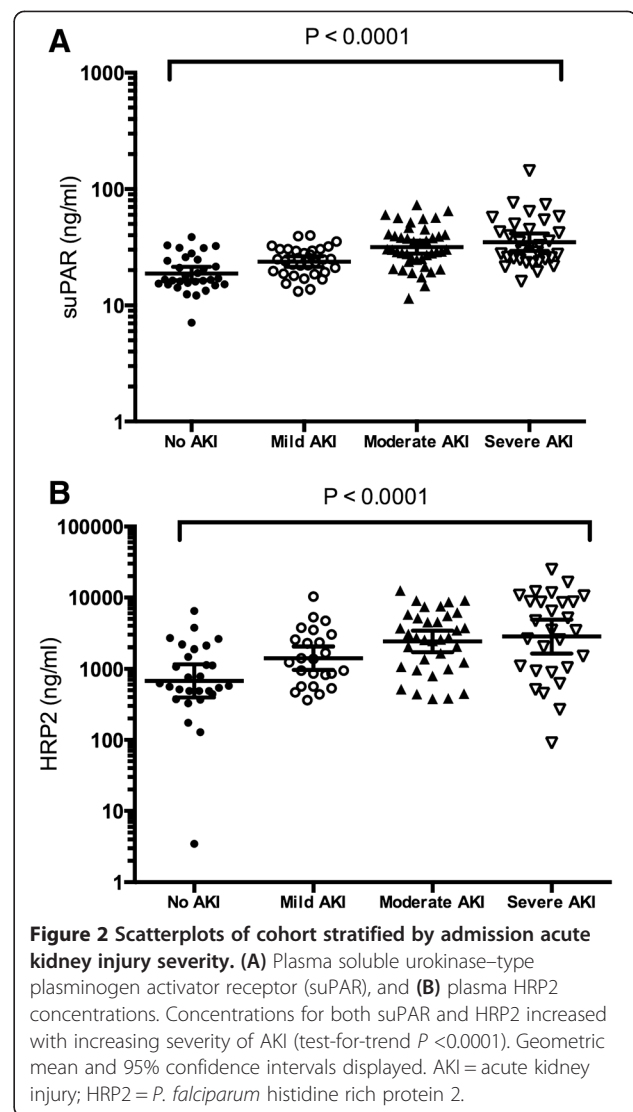 A
P < 0.0001
1000
100
10
1
suPAR (ng/ml)
No AKI
Mild AKI
Moderate AKI
Severe AKI
B
P < 0.0001
100000
10000
1000
100
10
1
HRP2 (ng/ml)
No AKI
Mild AKI
Moderate AKI
Severe AKI
Figure 2 Scatterplots of cohort stratified by admission acute
kidney injury severity. (A) Plasma soluble urokinase–type
plasminogen activator receptor (suPAR), and (B) plasma HRP2
concentrations. Concentrations for both suPAR and HRP2 increased
with increasing severity of AKI (test-for-trend P <0.0001). Geometric
mean and 95% confidence intervals displayed. AKI = acute kidney
injury; HRP2 = P. falciparum histidine rich protein 2.